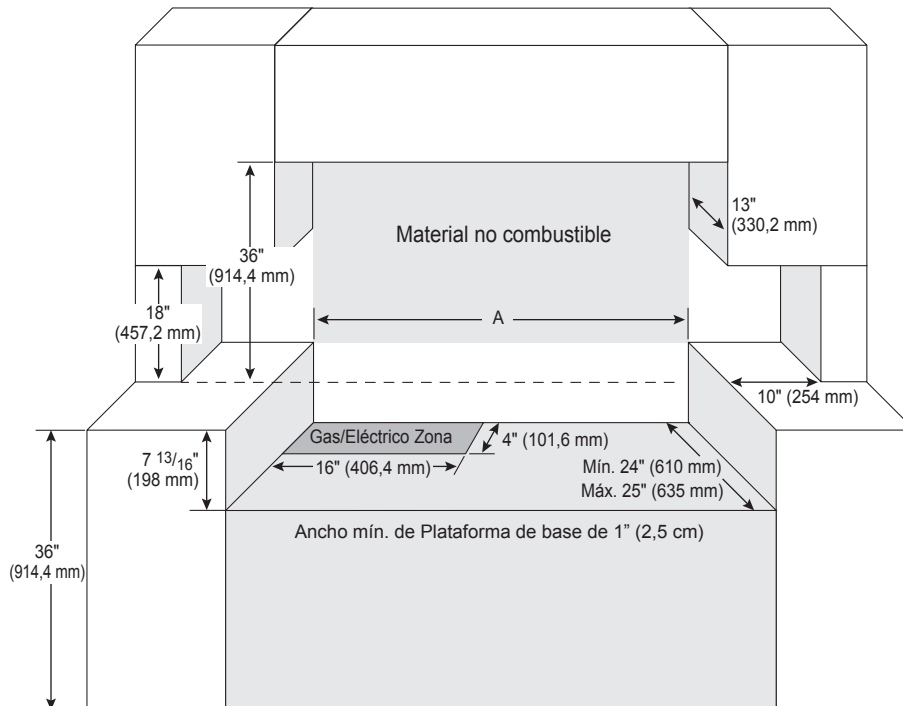 13"
(330,2 mm)
Material no combustible
36"
(914,4 mm)
18"
(457,2 mm)
A
10" (254 mm)
Gas/Eléctrico Zona
4" (101,6 mm)
7 13/16"
(198 mm)
16" (406,4 mm)
Mín. 24" (610 mm)
Máx. 25" (635 mm)
Ancho mín. de Plataforma de base de 1” (2,5 cm)
36"
(914,4 mm)